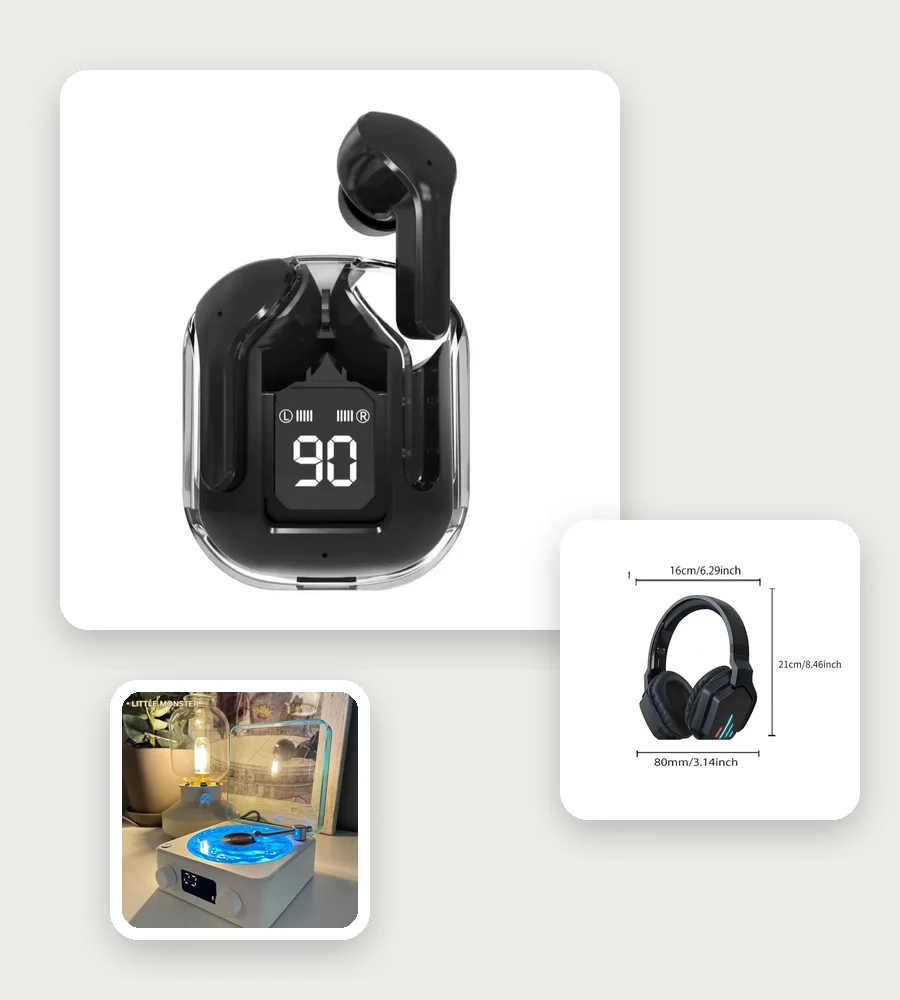 L R
90
16cm/6.29inch
21cm/8.46inch
80mm/3.14inch
• LITTLE MONSTER